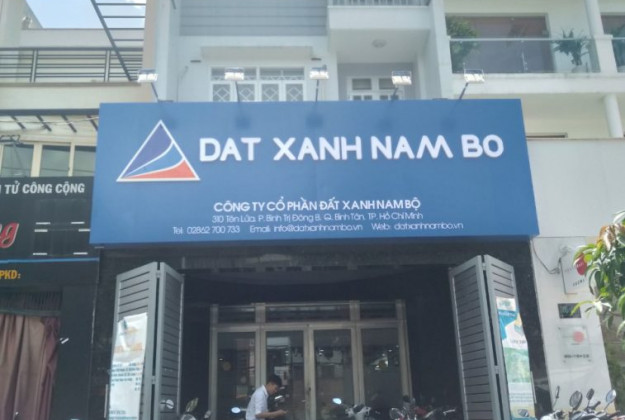 DAT XANH NAM BO
CÔNG TY CỔ PHẦN ĐẤT XANH NAM BỘ
310 Tên Lửa, P. Bình Trị Đông B, Q. Bình Tân, TP. Hồ Chí Minh
Tel: 02862 700 733 Email: info@datxanhnambo.vn Web: datxanhnambo.vn
TỬ CÔNG CỘNG
PKD: